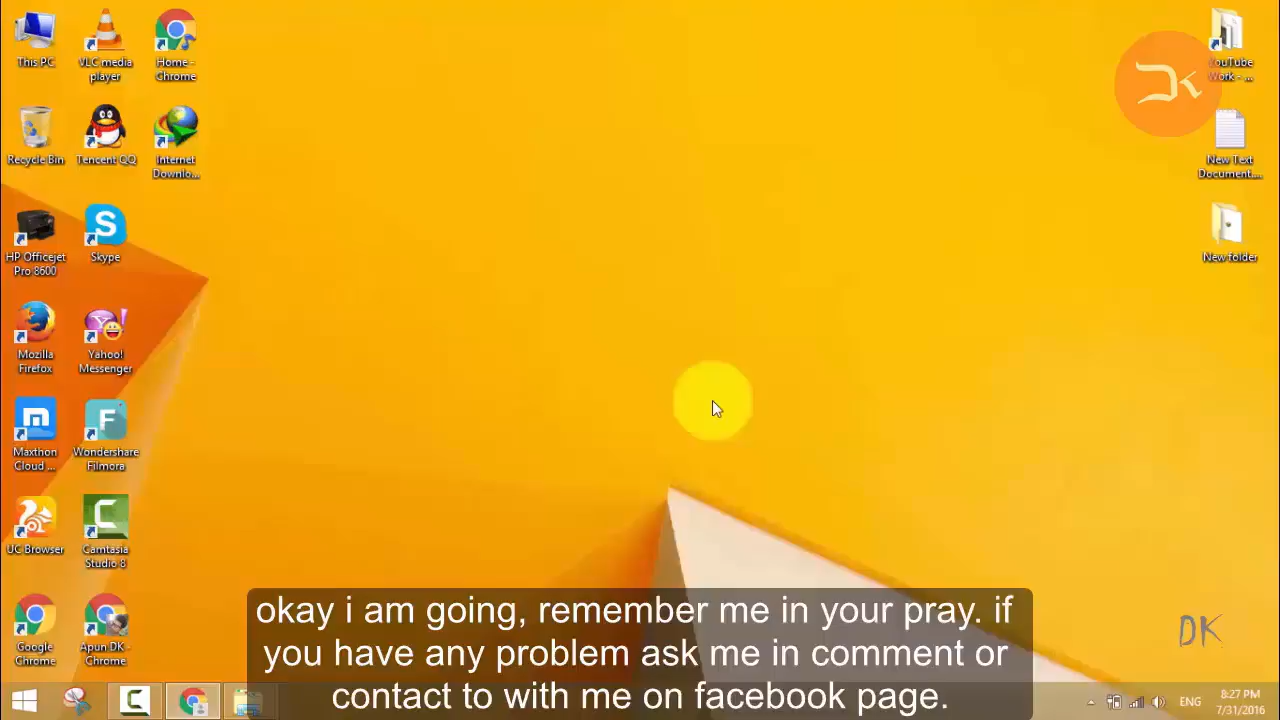 This PC
VLC media
player
Home -
Chrome
YouTube
Work - ...
Recycle Bin
Tencent QQ
Internet
Downlo...
New Text
Document....
HP Officejet
Pro 8600
Skype
New folder
Mozilla
Firefox
Yahoo!
Messenger
Maxthon
Cloud ...
Wondershare
Filmora
UC Browser
Camtasia
Studio 8
Google
Chrome
Apun DK -
Chrome
DK
okay i am going, remember me in your pray. if
you have any problem ask me in comment or
contact to with me on facebook page.
ENG
8:27 PM
7/31/2016